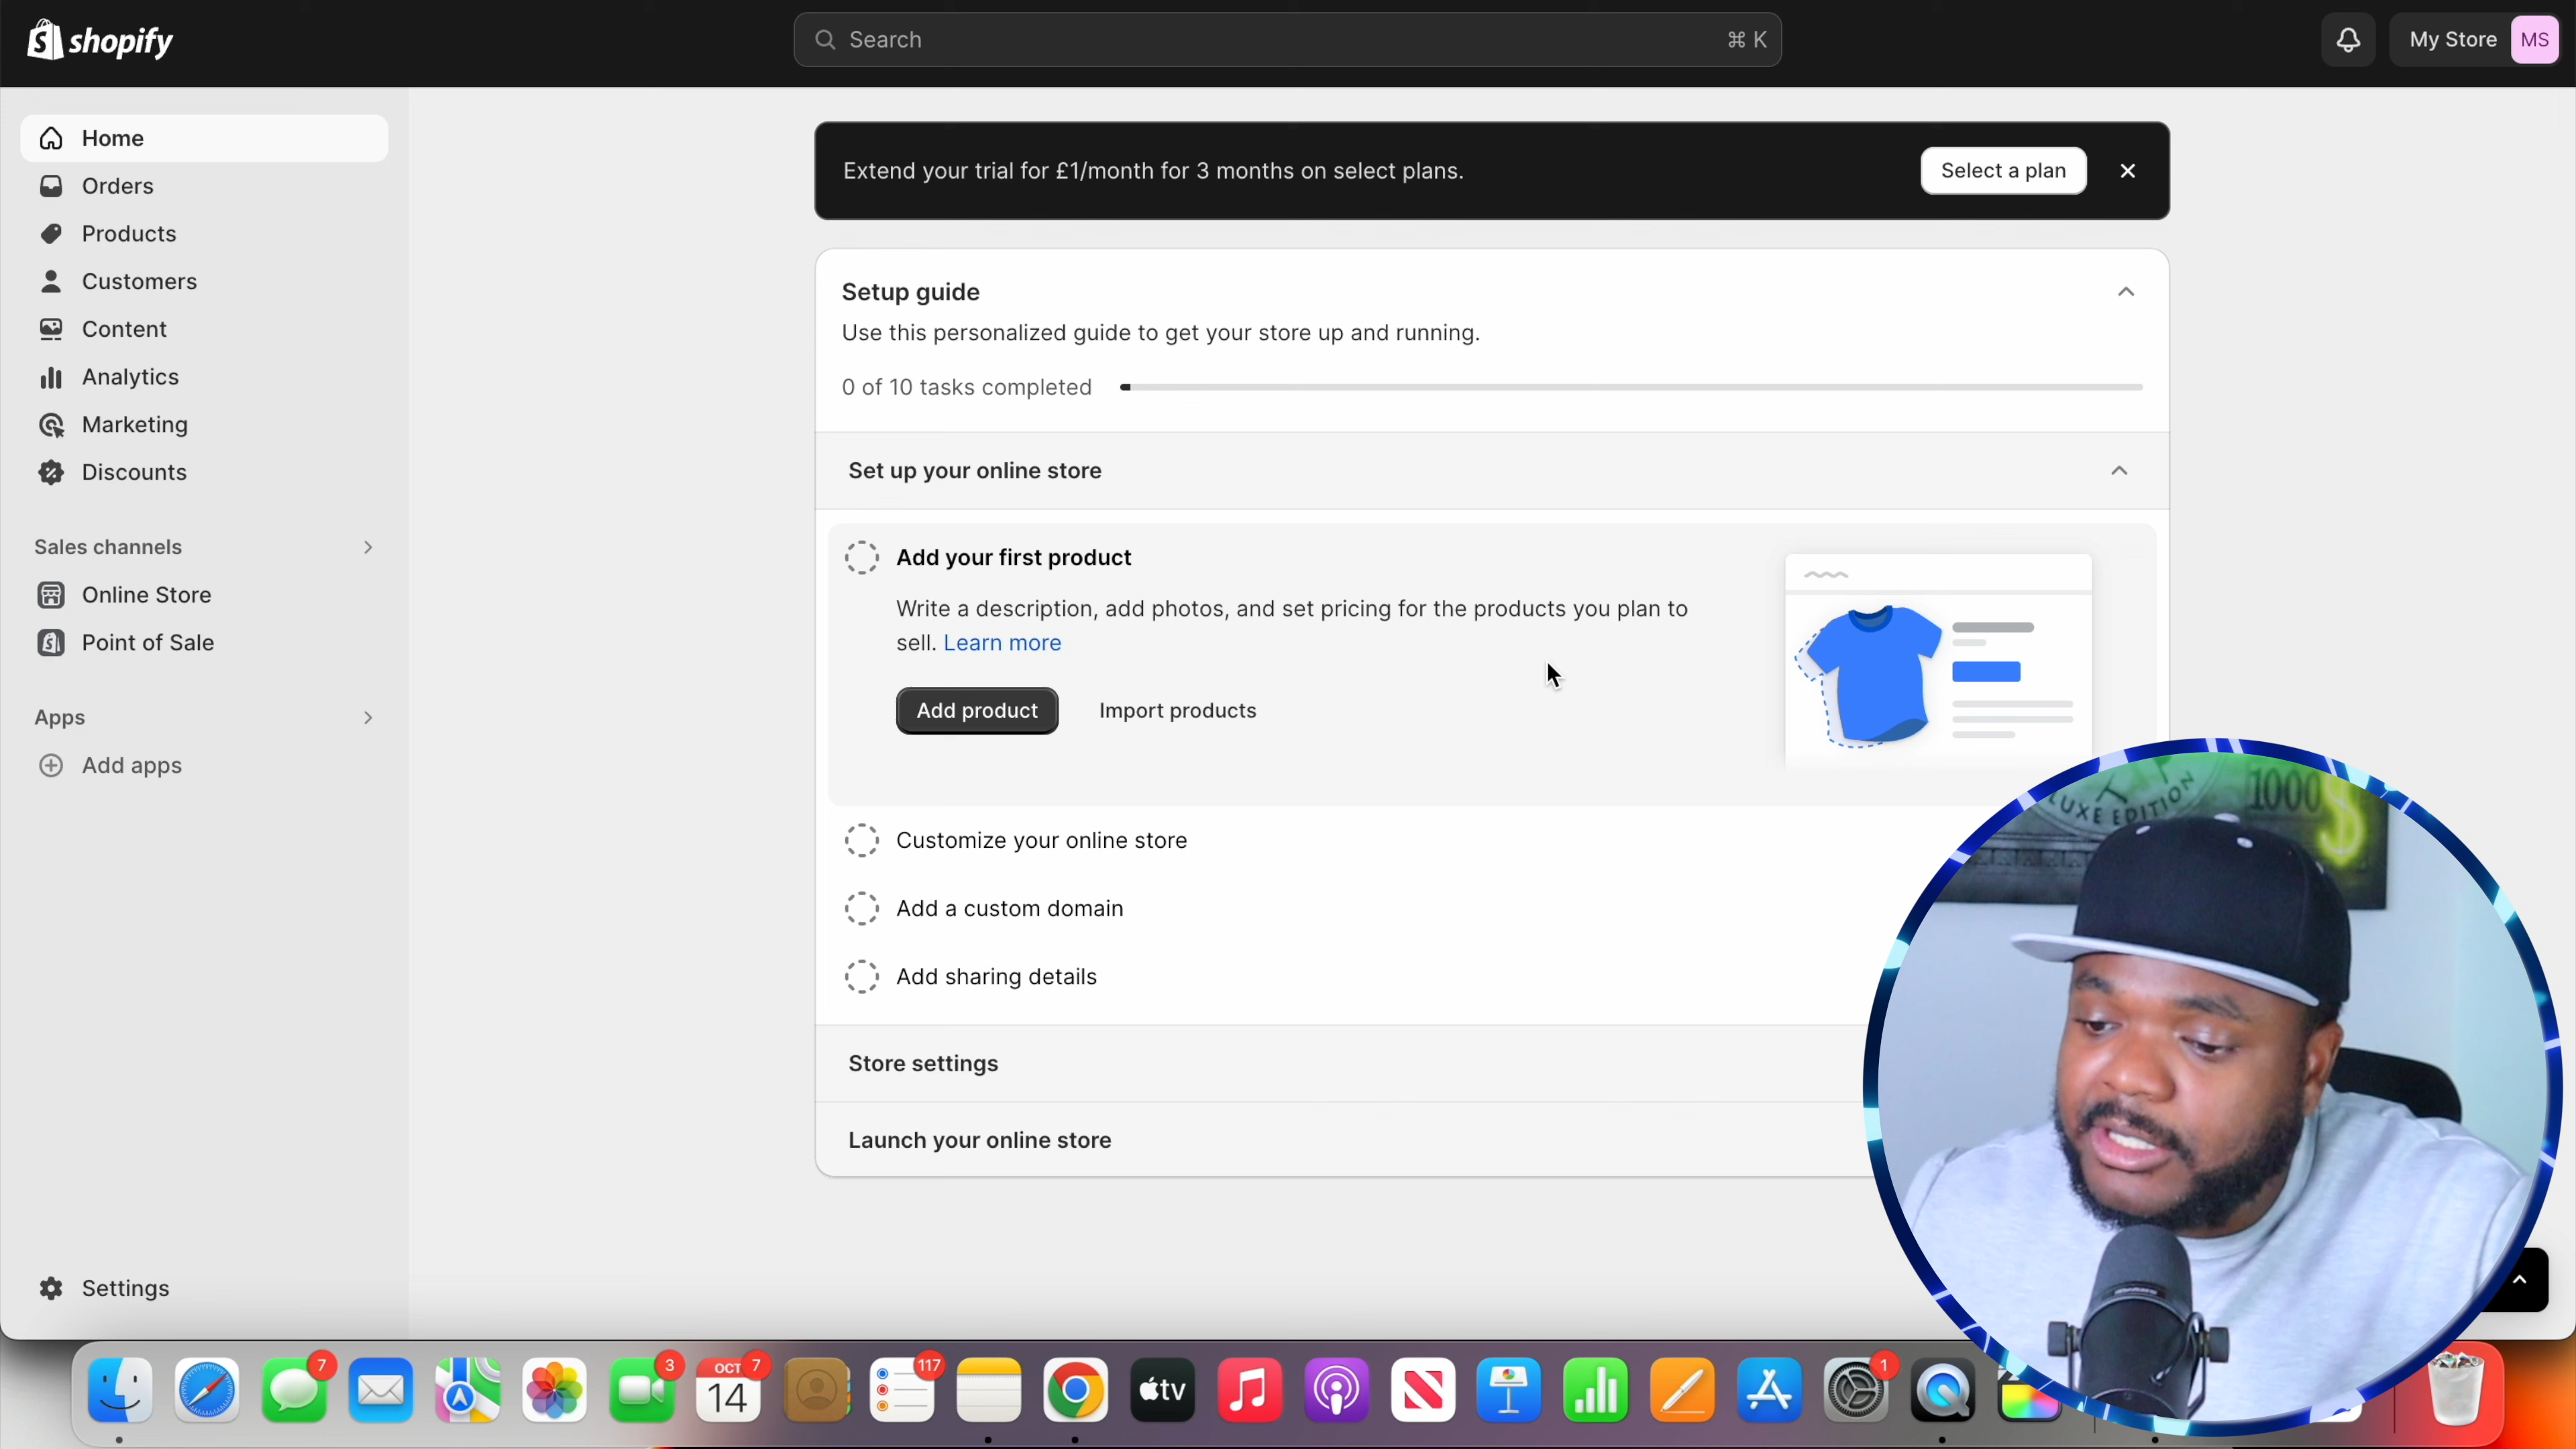 shopify
Search
⌘ K
My Store
MS
Home
Orders
Products
Customers
Content
Analytics
Marketing
Discounts
Sales channels
Online Store
Point of Sale
Apps
Add apps
Settings
Extend your trial for £1/month for 3 months on select plans.
Select a plan
Setup guide
Use this personalized guide to get your store up and running.
0 of 10 tasks completed
Set up your online store
Add your first product
Write a description, add photos, and set pricing for the products you plan to
sell. Learn more
Add product
Import products
Customize your online store
Add a custom domain
Add sharing details
Store settings
Launch your online store
1000
$
EDITION
7
3
OCT
7
14
117
tv
1